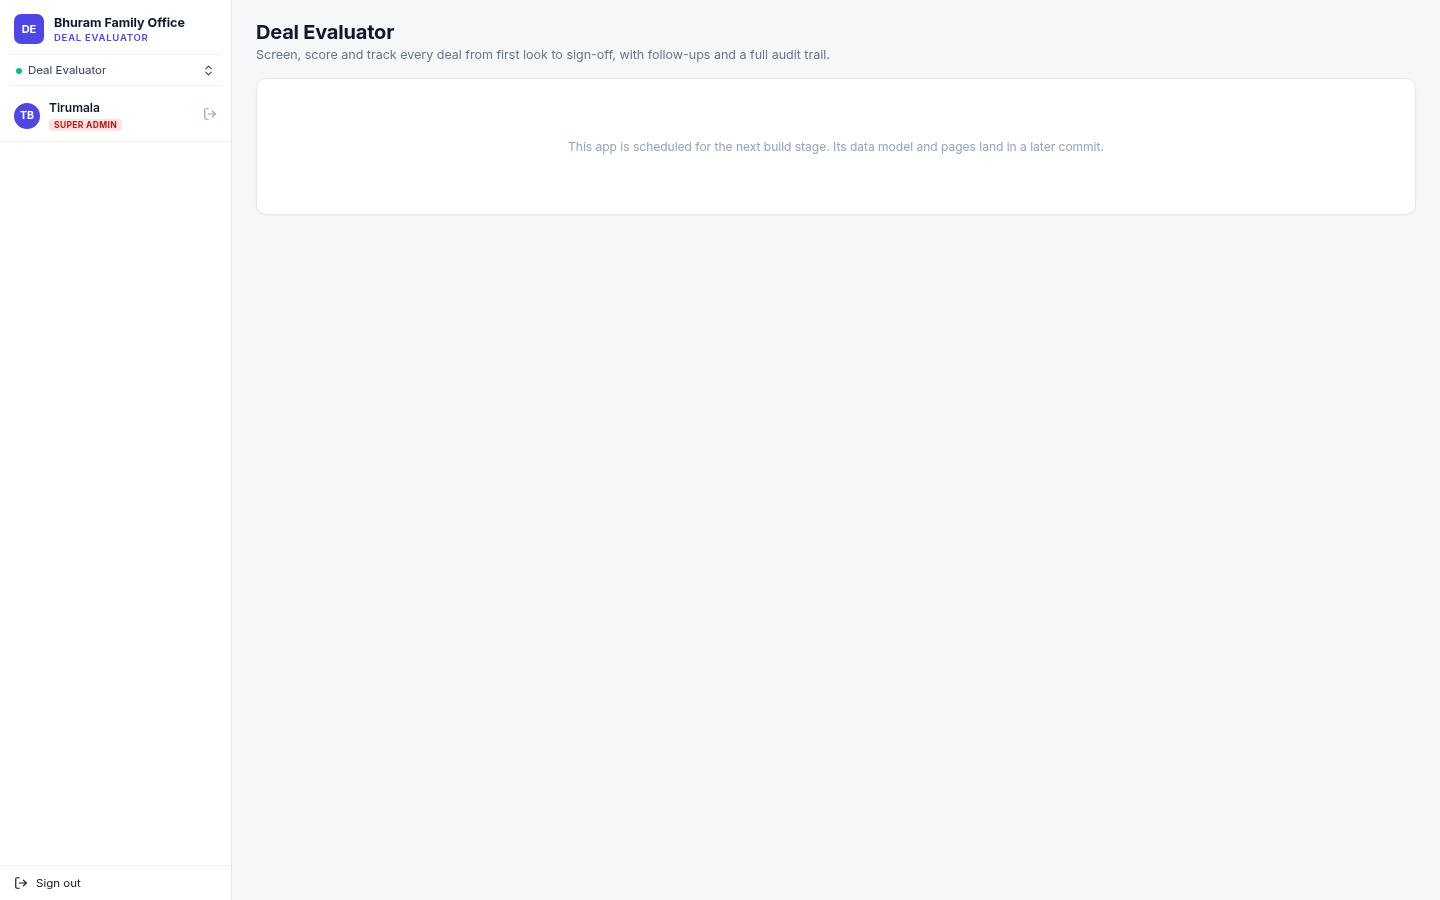 DE
Bhuram Family Office
DEAL EVALUATOR
Deal Evaluator
TB
Tirumala
SUPER ADMIN
Sign out
Deal Evaluator
Screen, score and track every deal from first look to sign-off, with follow-ups and a full audit trail.
This app is scheduled for the next build stage. Its data model and pages land in a later commit.